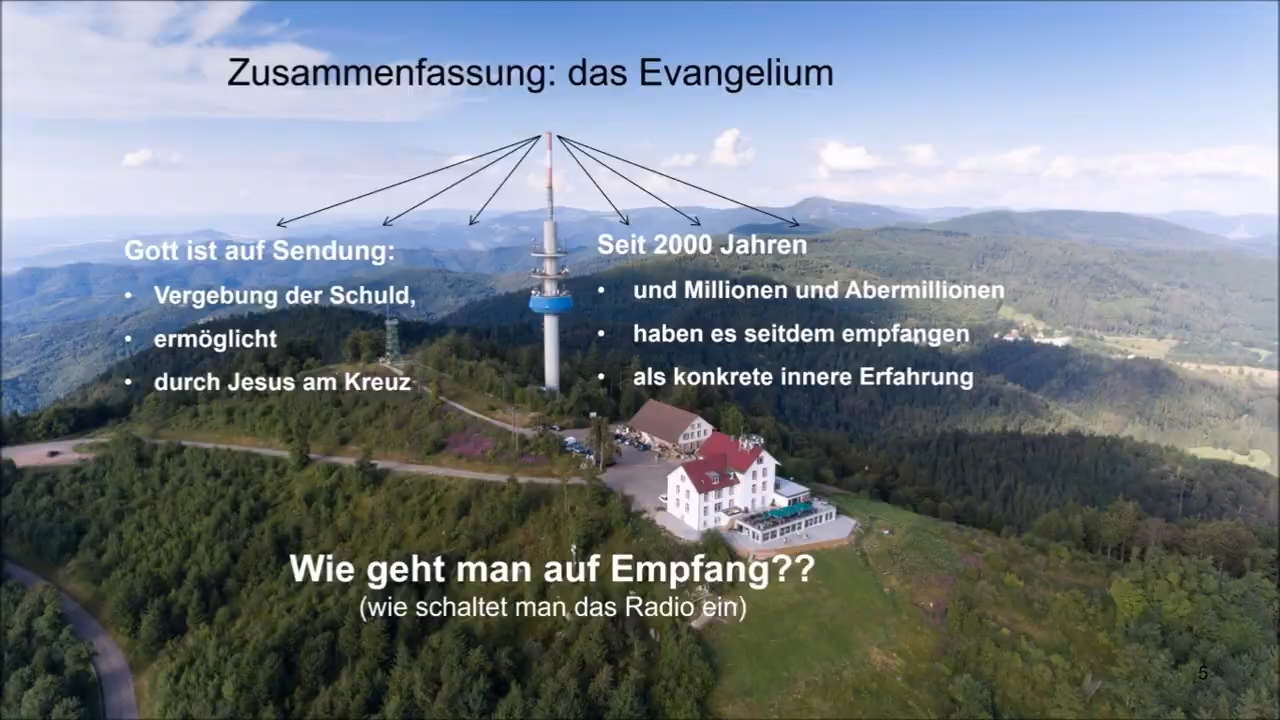 Zusammenfassung: das Evangelium
Gott ist auf Sendung:
• Vergebung der Schuld,
• ermöglicht
• durch Jesus am Kreuz
Seit 2000 Jahren
• und Millionen und Abermillionen
• haben es seitdem empfangen
• als konkrete innere Erfahrung
Wie geht man auf Empfang??
(wie schaltet man das Radio ein)
5